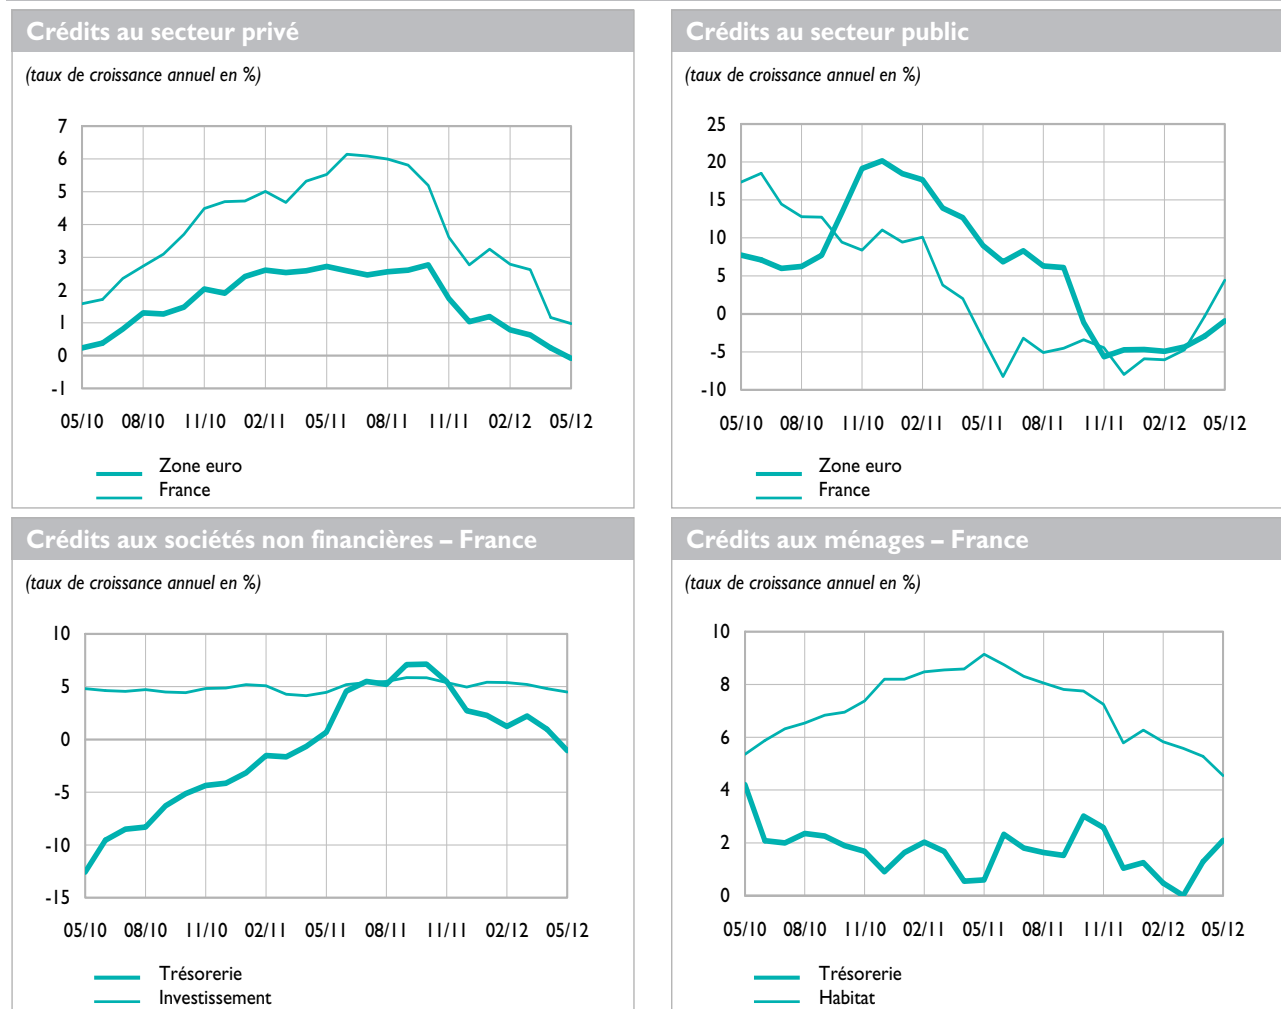 Crédits au secteur privé
(taux de croissance annuel en %)
7
6
5
4
3
2
1
0
-1
05/10 08/10 11/10 02/11 05/11 08/11 11/11 02/12 05/12
Zone euro
France
Crédits au secteur public
(taux de croissance annuel en %)
25
20
15
10
5
0
-5
-10
05/10 08/10 11/10 02/11 05/11 08/11 11/11 02/12 05/12
Zone euro
France
Crédits aux sociétés non financières – France
(taux de croissance annuel en %)
10
5
0
-5
-10
-15
05/10 08/10 11/10 02/11 05/11 08/11 11/11 02/12 05/12
Trésorerie
Investissement
Crédits aux ménages – France
(taux de croissance annuel en %)
10
8
6
4
2
0
05/10 08/10 11/10 02/11 05/11 08/11 11/11 02/12 05/12
Trésorerie
Habitat